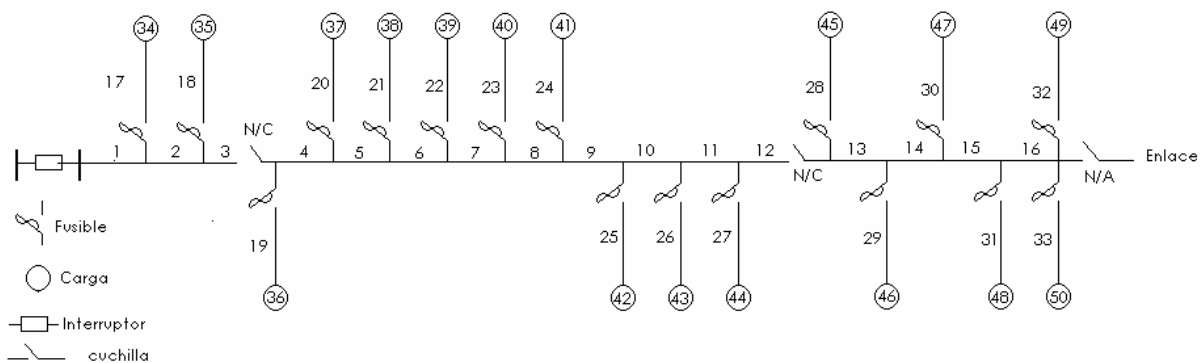 34 35 37 38 39 40 41 45 47 49
17 18 20 21 22 23 24 28 30 32
N/C
1 2 3 4 5 6 7 8 9 10 11 12 13 14 15 16
Enlace
N/C
N/A
Fusible
19 25 26 27 29 31 33
Carga
36 42 43 44 46 48 50
Interruptor
cuchilla